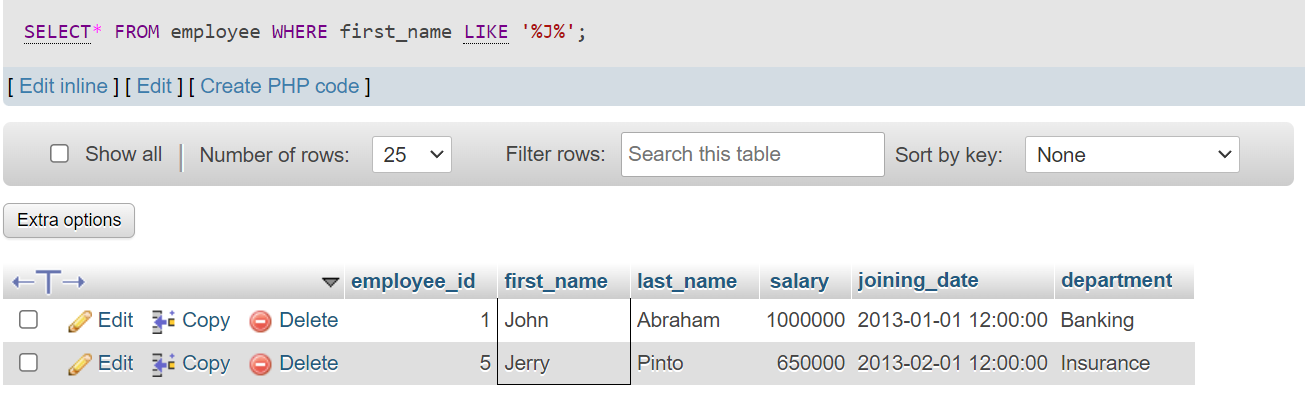 SELECT* FROM employee WHERE first_name LIKE '%J%';
[ Edit inline ] [ Edit ] [ Create PHP code ]
Show all Number of rows: 25 Filter rows: Search this table Sort by key: None
Extra options
←T→ employee_id first_name last_name salary joining_date department
Edit Copy Delete 1 John Abraham 1000000 2013-01-01 12:00:00 Banking
Edit Copy Delete 5 Jerry Pinto 650000 2013-02-01 12:00:00 Insurance